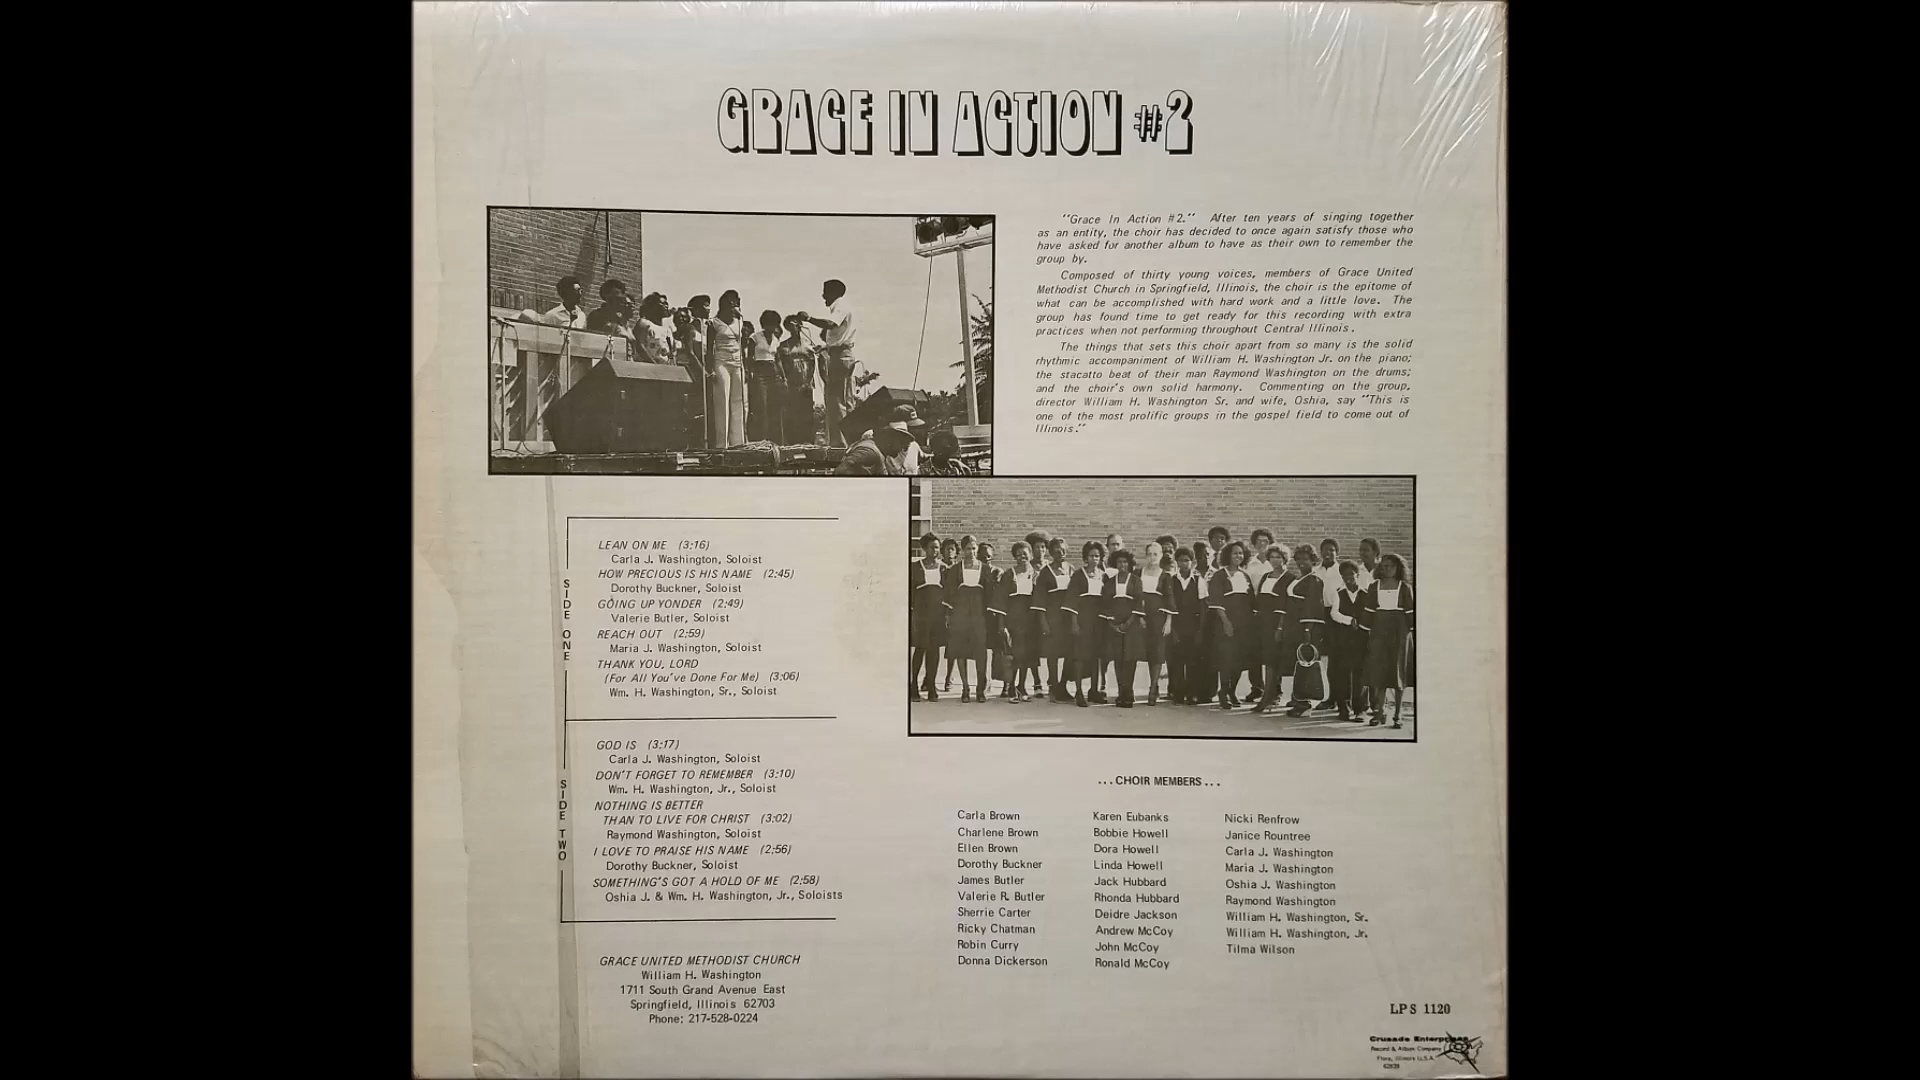 GRACE IN ACTION #2
"Grace In Action #2." After ten years of singing together
as an entity, the choir has decided to once again satisfy those who
have asked for another album to have as their own to remember the
group by.
Composed of thirty young voices, members of Grace United
Methodist Church in Springfield, Illinois, the choir is the epitome of
what can be accomplished with hard work and a little love. The
group has found time to get ready for this recording with extra
practices when not performing throughout Central Illinois.
The things that sets this choir apart from so many is the solid
rhythmic accompaniment of William H. Washington Jr. on the piano;
the stacatto beat of their man Raymond Washington on the drums;
and the choir's own solid harmony. Commenting on the group,
director William H. Washington Sr. and wife, Oshia, say "This is
one of the most prolific groups in the gospel field to come out of
Illinois."
SIDE ONE
LEAN ON ME (3:16)
Carla J. Washington, Soloist
HOW PRECIOUS IS HIS NAME (2:45)
Dorothy Buckner, Soloist
GOING UP YONDER (2:49)
Valerie Butler, Soloist
REACH OUT (2:59)
Maria J. Washington, Soloist
THANK YOU, LORD
(For All You've Done For Me) (3:06)
Wm. H. Washington, Sr., Soloist
SIDE TWO
GOD IS (3:17)
Carla J. Washington, Soloist
DON'T FORGET TO REMEMBER (3:10)
Wm. H. Washington, Jr., Soloist
NOTHING IS BETTER
THAN TO LIVE FOR CHRIST (3:02)
Raymond Washington, Soloist
I LOVE TO PRAISE HIS NAME (2:56)
Dorothy Buckner, Soloist
SOMETHING'S GOT A HOLD OF ME (2:58)
Oshia J. & Wm. H. Washington, Jr., Soloists
GRACE UNITED METHODIST CHURCH
William H. Washington
1711 South Grand Avenue East
Springfield, Illinois 62703
Phone: 217-528-0224
...CHOIR MEMBERS...
Carla Brown
Charlene Brown
Ellen Brown
Dorothy Buckner
James Butler
Valerie R. Butler
Sherrie Carter
Ricky Chatman
Robin Curry
Donna Dickerson
Karen Eubanks
Bobbie Howell
Dora Howell
Linda Howell
Jack Hubbard
Rhonda Hubbard
Deidre Jackson
Andrew McCoy
John McCoy
Ronald McCoy
Nicki Renfrow
Janice Rountree
Carla J. Washington
Maria J. Washington
Oshia J. Washington
Raymond Washington
William H. Washington, Sr.
William H. Washington, Jr.
Tilma Wilson
LPS 1120
Crusade Enterprises
Record & Album Company
Flora, Illinois U.S.A.
62839